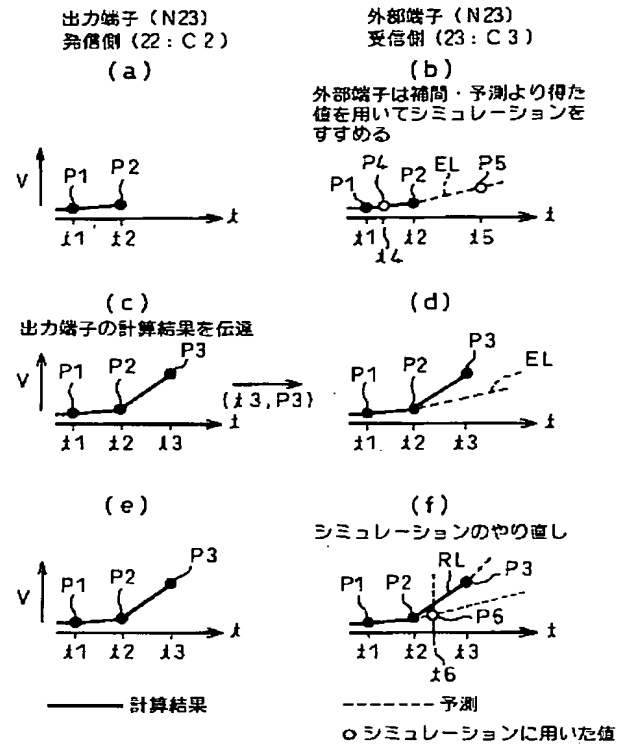 出力端子(N23)
発信側(22:C2)
外部端子(N23)
受信側(23:C3)
(a)
(b)
外部端子は補間・予測より得た
値を用いてシミュレーションを
すすめる
V
P1
P2
t
t1
t2
P1
P4
P2
EL
P5
t
t1
t2
t5
t4
(c)
出力端子の計算結果を伝達
V
P1
P2
P3
t
t1
t2
t3
(t3,P3)
(d)
P1
P2
P3
EL
t
t1
t2
t3
(e)
V
P1
P2
P3
t
t1
t2
t3
(f)
シミュレーションのやり直し
P1
P2
RL
P3
P6
t
t1
t2
t3
t6
計算結果
予測
シミュレーションに用いた値